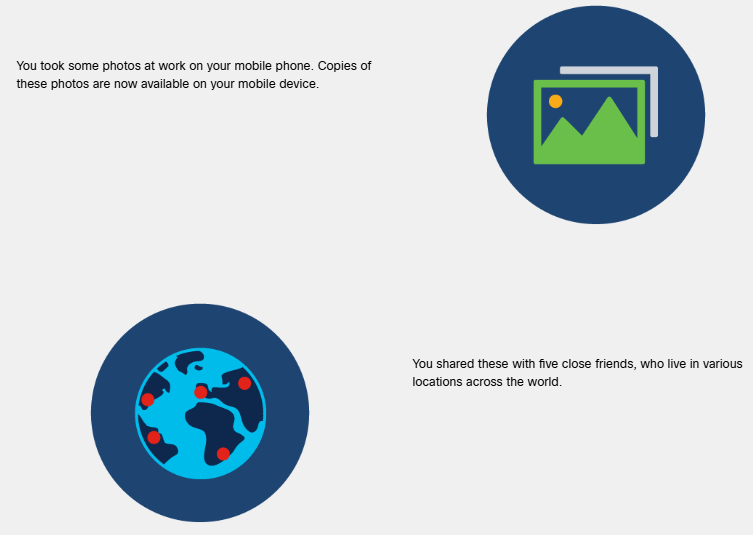 You took some photos at work on your mobile phone. Copies of
these photos are now available on your mobile device.
You shared these with five close friends, who live in various
locations across the world.